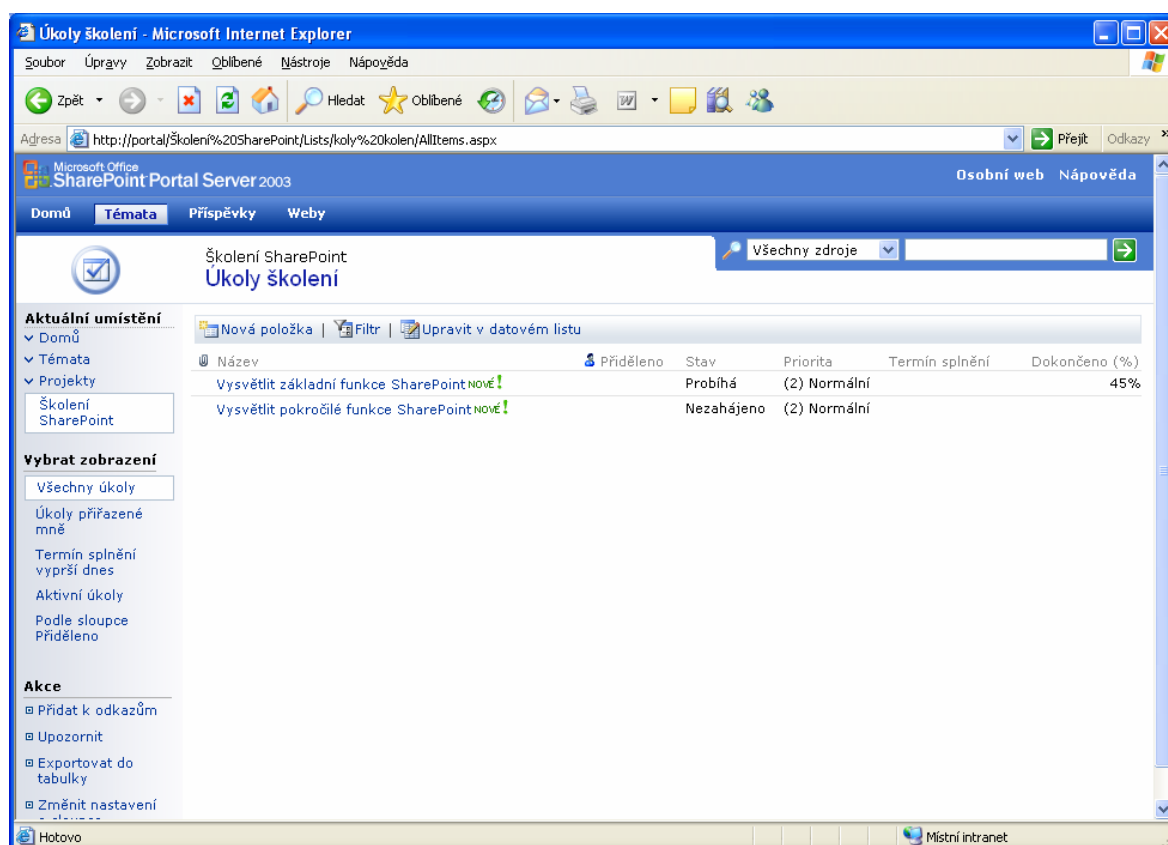 Úkoly školení - Microsoft Internet Explorer
Soubor Úpravy Zobrazit Oblíbené Nástroje Nápověda
Zpět Hledat Oblíbené
Adresa http://portal/Školení%20SharePoint/Lists/koly%20kolen/AllItems.aspx Přejít Odkazy »
Microsoft Office
SharePoint Portal Server 2003 Osobní web Nápověda
Domů Témata Příspěvky Weby
Všechny zdroje
Školení SharePoint
Úkoly školení
Aktuální umístění
Domů
Témata
Projekty
Školení
SharePoint
Vybrat zobrazení
Všechny úkoly
Úkoly přiřazené
mně
Termín splnění
vyprší dnes
Aktivní úkoly
Podle sloupce
Přiděleno
Akce
Přidat k odkazům
Upozornit
Exportovat do
tabulky
Změnit nastavení
Nová položka | Filtr | Upravit v datovém listu
Název Přiděleno Stav Priorita Termín splnění Dokončeno (%)
Vysvětlit základní funkce SharePoint NOVÉ! Probíhá (2) Normální 45%
Vysvětlit pokročilé funkce SharePoint NOVÉ! Nezahájeno (2) Normální
Hotovo Místní intranet